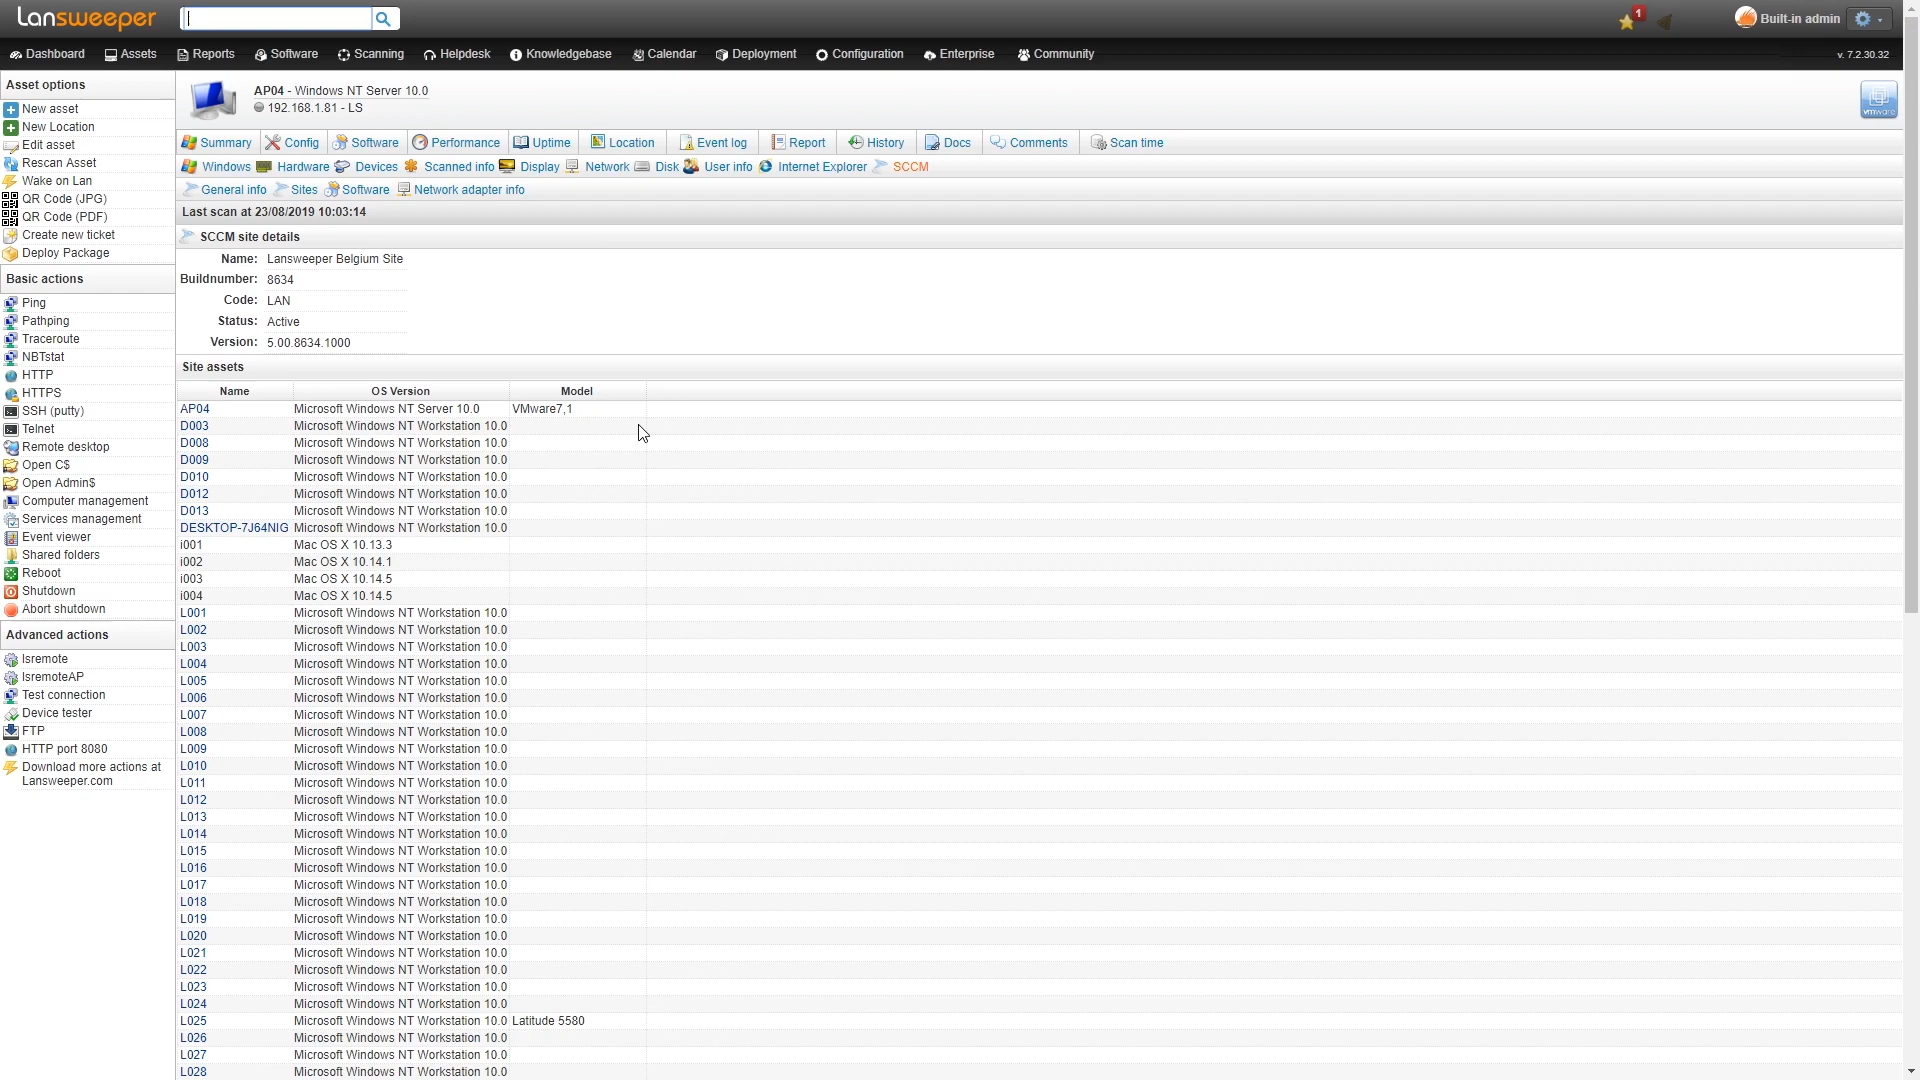 Lansweeper
1
Built-in admin
Dashboard Assets Reports Software Scanning Helpdesk Knowledgebase Calendar Deployment Configuration Enterprise Community v. 7.2.30.32
Asset options
New asset
New Location
Edit asset
Rescan Asset
Wake on Lan
QR Code (JPG)
QR Code (PDF)
Create new ticket
Deploy Package
Basic actions
Ping
Pathping
Traceroute
NBTstat
HTTP
HTTPS
SSH (putty)
Telnet
Remote desktop
Open C$
Open Admin$
Computer management
Services management
Event viewer
Shared folders
Reboot
Shutdown
Abort shutdown
Advanced actions
lsremote
lsremoteAP
Test connection
Device tester
FTP
HTTP port 8080
Download more actions at
Lansweeper.com
AP04 - Windows NT Server 10.0
192.168.1.81 - LS
vmware
Summary Config Software Performance Uptime Location Event log Report History Docs Comments Scan time
Windows Hardware Devices Scanned info Display Network Disk User info Internet Explorer SCCM
General info Sites Software Network adapter info
Last scan at 23/08/2019 10:03:14
SCCM site details
Name: Lansweeper Belgium Site
Buildnumber: 8634
Code: LAN
Status: Active
Version: 5.00.8634.1000
Site assets
Name OS Version Model
AP04 Microsoft Windows NT Server 10.0 VMware7,1
D003 Microsoft Windows NT Workstation 10.0
D008 Microsoft Windows NT Workstation 10.0
D009 Microsoft Windows NT Workstation 10.0
D010 Microsoft Windows NT Workstation 10.0
D012 Microsoft Windows NT Workstation 10.0
D013 Microsoft Windows NT Workstation 10.0
DESKTOP-7J64NIG Microsoft Windows NT Workstation 10.0
i001 Mac OS X 10.13.3
i002 Mac OS X 10.14.1
i003 Mac OS X 10.14.5
i004 Mac OS X 10.14.5
L001 Microsoft Windows NT Workstation 10.0
L002 Microsoft Windows NT Workstation 10.0
L003 Microsoft Windows NT Workstation 10.0
L004 Microsoft Windows NT Workstation 10.0
L005 Microsoft Windows NT Workstation 10.0
L006 Microsoft Windows NT Workstation 10.0
L007 Microsoft Windows NT Workstation 10.0
L008 Microsoft Windows NT Workstation 10.0
L009 Microsoft Windows NT Workstation 10.0
L010 Microsoft Windows NT Workstation 10.0
L011 Microsoft Windows NT Workstation 10.0
L012 Microsoft Windows NT Workstation 10.0
L013 Microsoft Windows NT Workstation 10.0
L014 Microsoft Windows NT Workstation 10.0
L015 Microsoft Windows NT Workstation 10.0
L016 Microsoft Windows NT Workstation 10.0
L017 Microsoft Windows NT Workstation 10.0
L018 Microsoft Windows NT Workstation 10.0
L019 Microsoft Windows NT Workstation 10.0
L020 Microsoft Windows NT Workstation 10.0
L021 Microsoft Windows NT Workstation 10.0
L022 Microsoft Windows NT Workstation 10.0
L023 Microsoft Windows NT Workstation 10.0
L024 Microsoft Windows NT Workstation 10.0
L025 Microsoft Windows NT Workstation 10.0 Latitude 5580
L026 Microsoft Windows NT Workstation 10.0
L027 Microsoft Windows NT Workstation 10.0
L028 Microsoft Windows NT Workstation 10.0